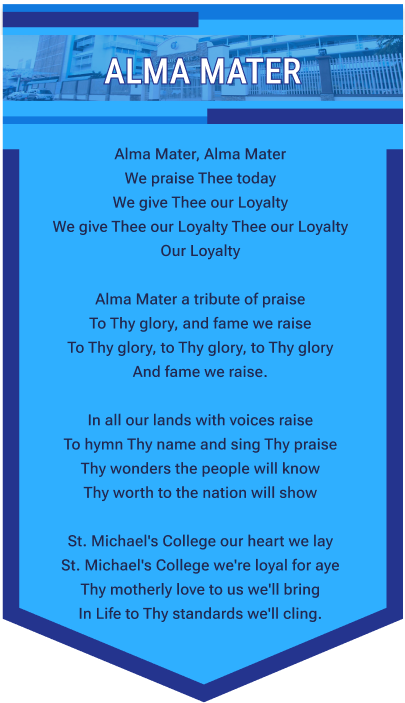 ALMA MATER
Alma Mater, Alma Mater
We praise Thee today
We give Thee our Loyalty
We give Thee our Loyalty Thee our Loyalty
Our Loyalty
Alma Mater a tribute of praise
To Thy glory, and fame we raise
To Thy glory, to Thy glory, to Thy glory
And fame we raise.
In all our lands with voices raise
To hymn Thy name and sing Thy praise
Thy wonders the people will know
Thy worth to the nation will show
St. Michael's College our heart we lay
St. Michael's College we're loyal for aye
Thy motherly love to us we'll bring
In Life to Thy standards we'll cling.